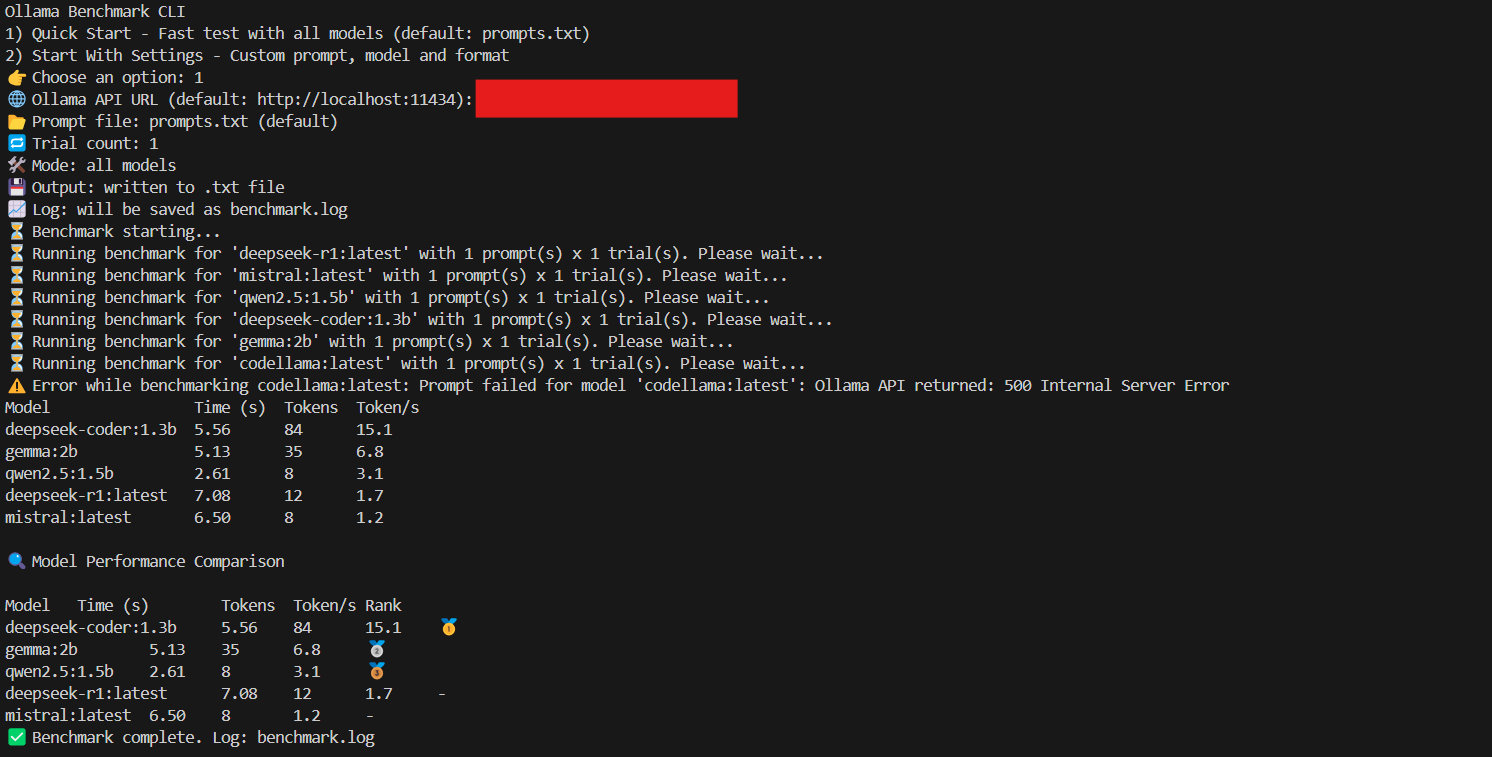 Ollama Benchmark CLI
1) Quick Start - Fast test with all models (default: prompts.txt)
2) Start With Settings - Custom prompt, model and format
👉 Choose an option: 1
🌐 Ollama API URL (default: http://localhost:11434):
📂 Prompt file: prompts.txt (default)
🔁 Trial count: 1
🛠 Mode: all models
💾 Output: written to .txt file
📈 Log: will be saved as benchmark.log
⏳ Benchmark starting...
⏳ Running benchmark for 'deepseek-r1:latest' with 1 prompt(s) x 1 trial(s). Please wait...
⏳ Running benchmark for 'mistral:latest' with 1 prompt(s) x 1 trial(s). Please wait...
⏳ Running benchmark for 'qwen2.5:1.5b' with 1 prompt(s) x 1 trial(s). Please wait...
⏳ Running benchmark for 'deepseek-coder:1.3b' with 1 prompt(s) x 1 trial(s). Please wait...
⏳ Running benchmark for 'gemma:2b' with 1 prompt(s) x 1 trial(s). Please wait...
⏳ Running benchmark for 'codellama:latest' with 1 prompt(s) x 1 trial(s). Please wait...
⚠ Error while benchmarking codellama:latest: Prompt failed for model 'codellama:latest': Ollama API returned: 500 Internal Server Error
Model Time (s) Tokens Token/s
deepseek-coder:1.3b 5.56 84 15.1
gemma:2b 5.13 35 6.8
qwen2.5:1.5b 2.61 8 3.1
deepseek-r1:latest 7.08 12 1.7
mistral:latest 6.50 8 1.2
🔍 Model Performance Comparison
Model Time (s) Tokens Token/s Rank
deepseek-coder:1.3b 5.56 84 15.1 🥇
gemma:2b 5.13 35 6.8 🥈
qwen2.5:1.5b 2.61 8 3.1 🥉
deepseek-r1:latest 7.08 12 1.7 -
mistral:latest 6.50 8 1.2 -
✅ Benchmark complete. Log: benchmark.log